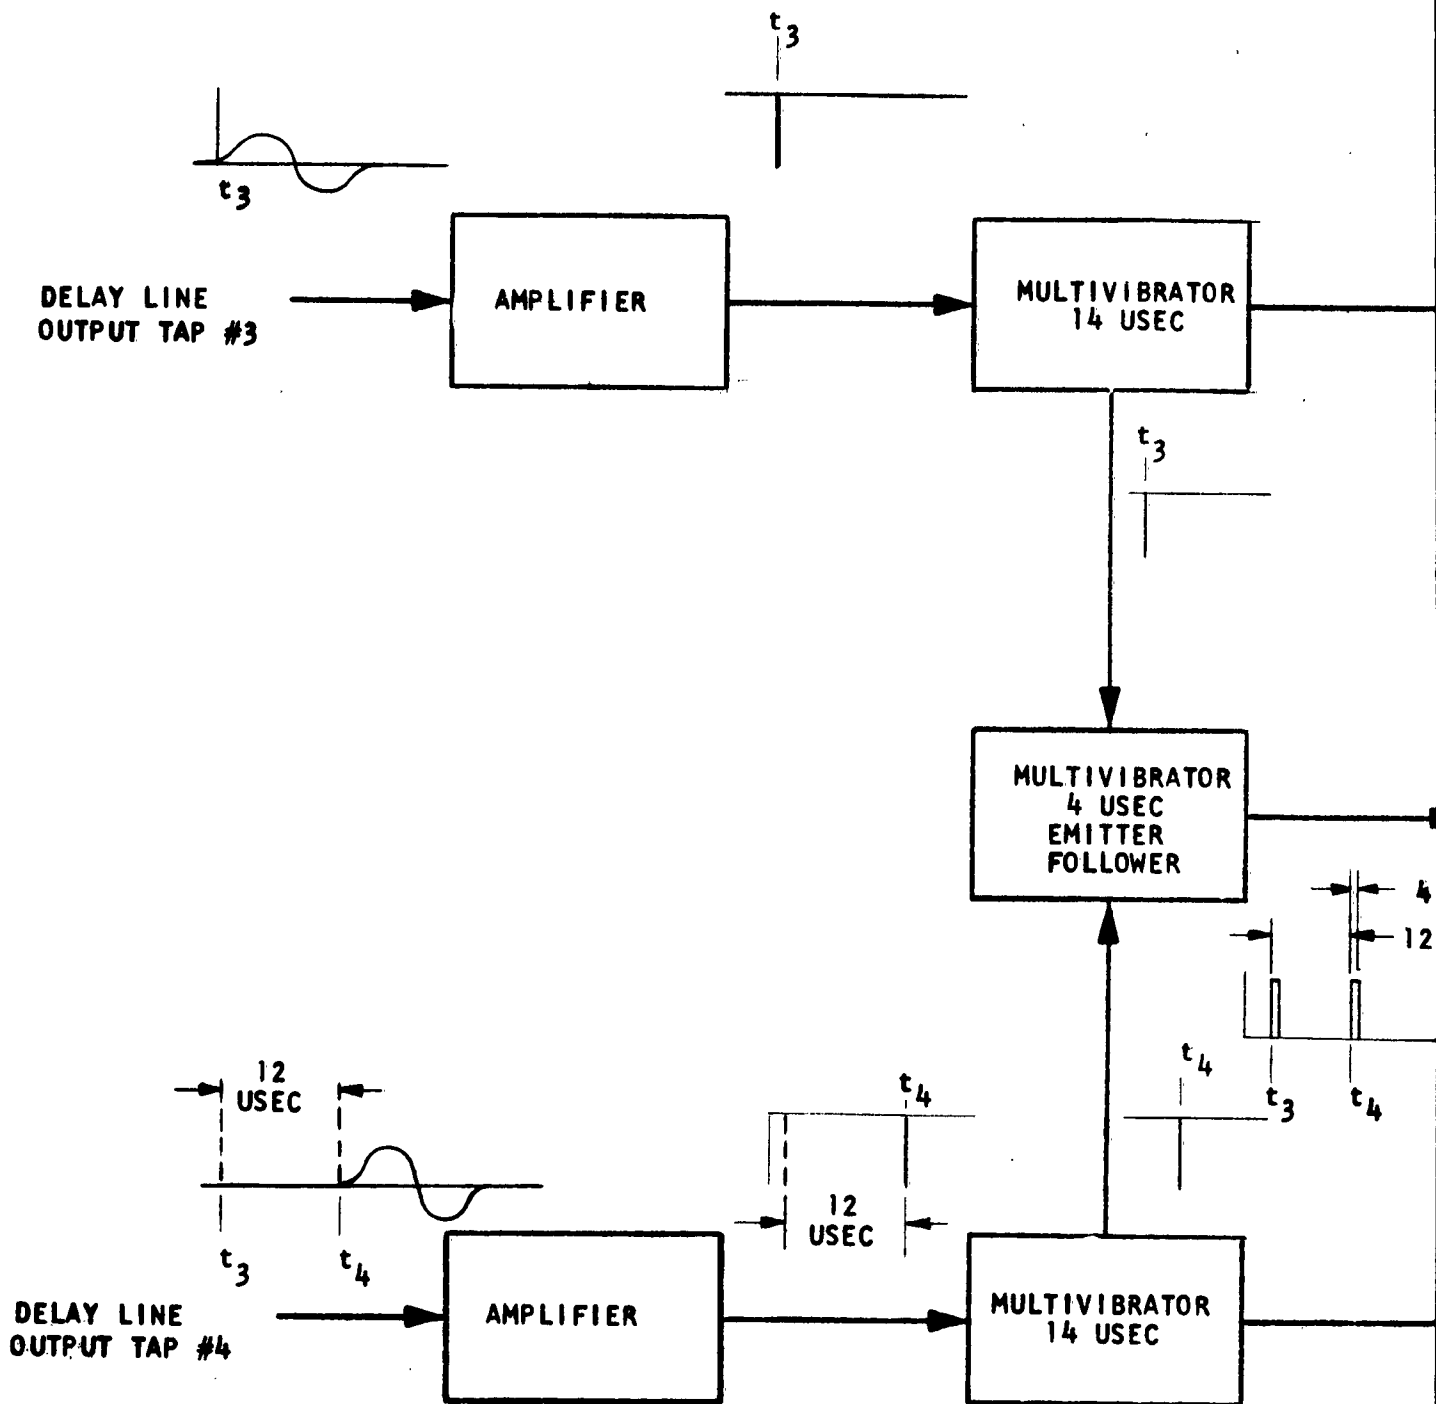 t3
t3
DELAY LINE
OUTPUT TAP #3
AMPLIFIER
MULTIVIBRATOR
14 USEC
t3
MULTIVIBRATOR
4 USEC
EMITTER
FOLLOWER
4
12
t3
t4
12
USEC
t3
t4
t4
12
USEC
t4
DELAY LINE
OUTPUT TAP #4
AMPLIFIER
MULTIVIBRATOR
14 USEC